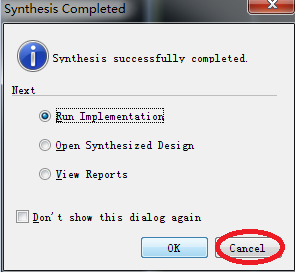 Synthesis Completed
Synthesis successfully completed.
Next
Run Implementation
Open Synthesized Design
View Reports
Don't show this dialog again
OK
Cancel